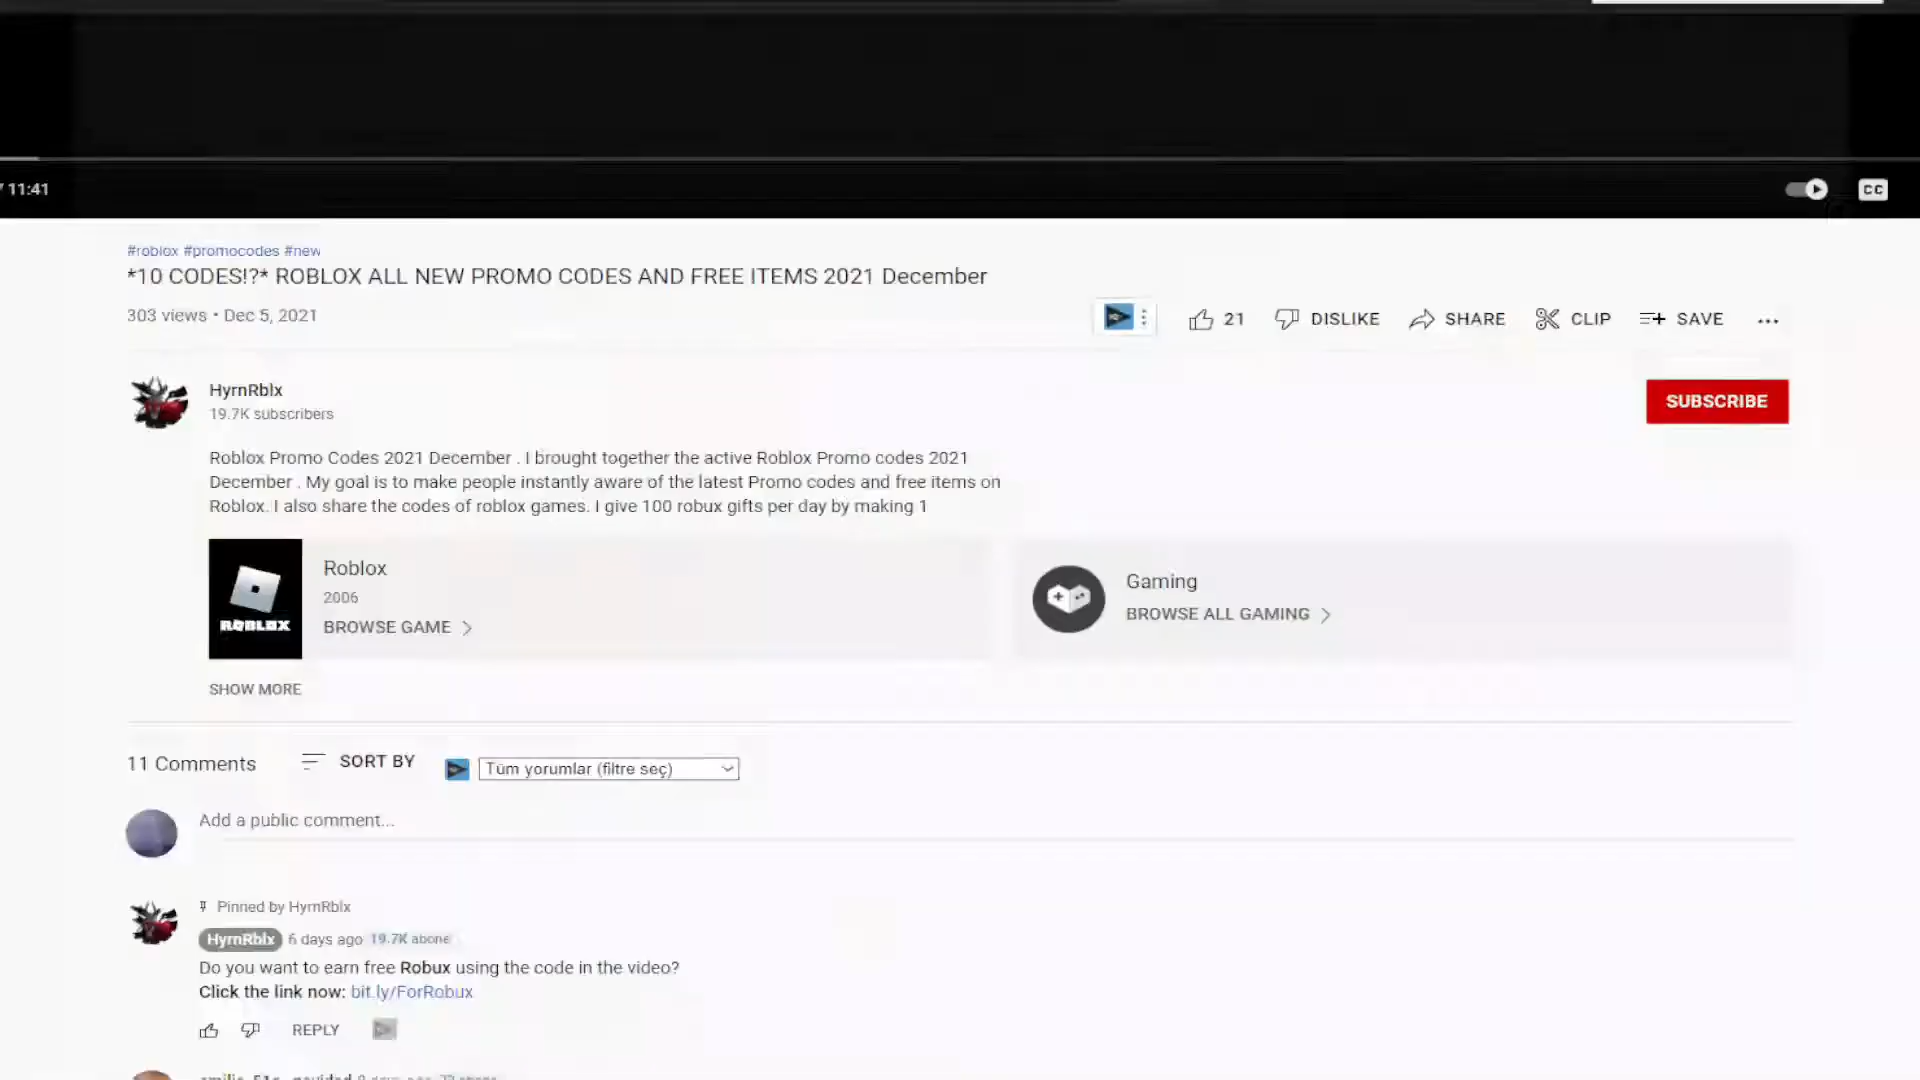 / 11:41
CC
#roblox #promocodes #new
*10 CODES!?* ROBLOX ALL NEW PROMO CODES AND FREE ITEMS 2021 December
303 views • Dec 5, 2021
21
DISLIKE
SHARE
CLIP
SAVE
HyrnRblx
19.7K subscribers
SUBSCRIBE
Roblox Promo Codes 2021 December . I brought together the active Roblox Promo codes 2021
December . My goal is to make people instantly aware of the latest Promo codes and free items on
Roblox. I also share the codes of roblox games. I give 100 robux gifts per day by making 1
ROBLOX
Roblox
2006
BROWSE GAME
Gaming
BROWSE ALL GAMING
SHOW MORE
11 Comments
SORT BY
Tüm yorumlar (filtre seç)
Add a public comment...
Pinned by HyrnRblx
HyrnRblx 6 days ago 19.7K abone
Do you want to earn free Robux using the code in the video?
Click the link now: bit.ly/ForRobux
REPLY